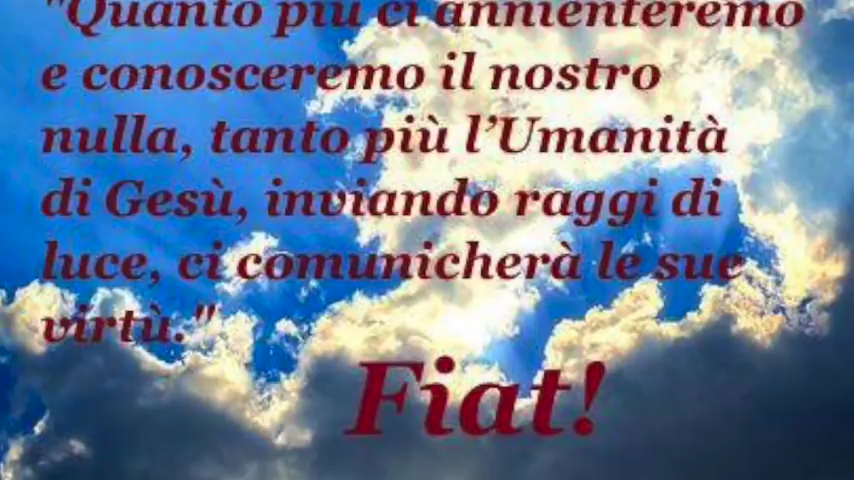 "Quanto più ci annienteremo
e conosceremo il nostro
nulla, tanto più l’Umanità
di Gesù, inviando raggi di
luce, ci comunicherà le sue
virtù."
Fiat!